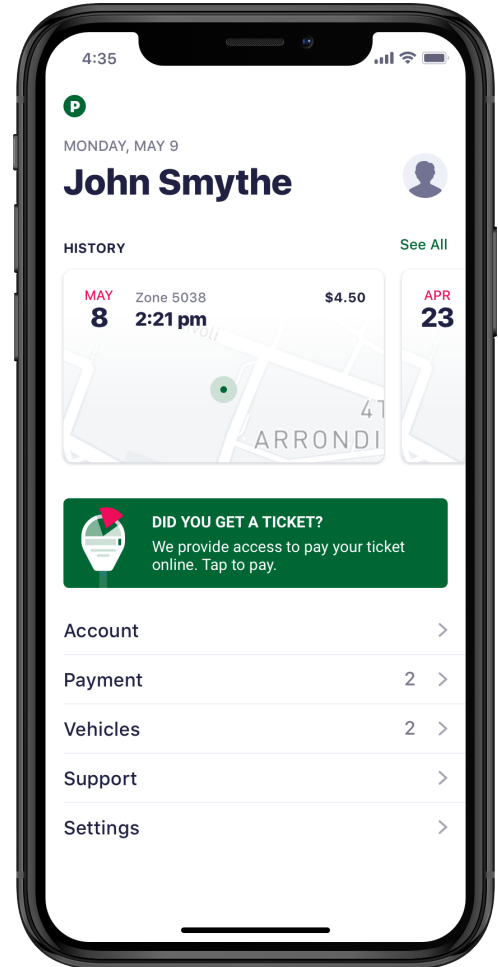 4:35
P
MONDAY, MAY 9
John Smythe
HISTORY
See All
MAY
8
Zone 5038
2:21 pm
$4.50
APR
23
ARRONDI
DID YOU GET A TICKET?
We provide access to pay your ticket
online. Tap to pay.
Account
Payment 2
Vehicles 2
Support
Settings